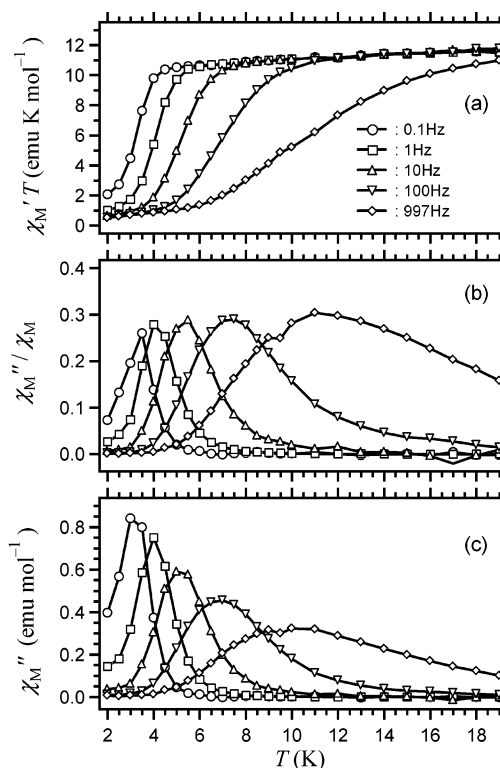 12
10
8
6
4
2
0
χM′T (emu K mol−1)
(a)
: 0.1Hz
: 1Hz
: 10Hz
: 100Hz
: 997Hz
0.4
0.3
0.2
0.1
0.0
χM″/ χM
(b)
0.8
0.6
0.4
0.2
0.0
χM″ (emu mol−1)
(c)
2 4 6 8 10 12 14 16 18
T (K)